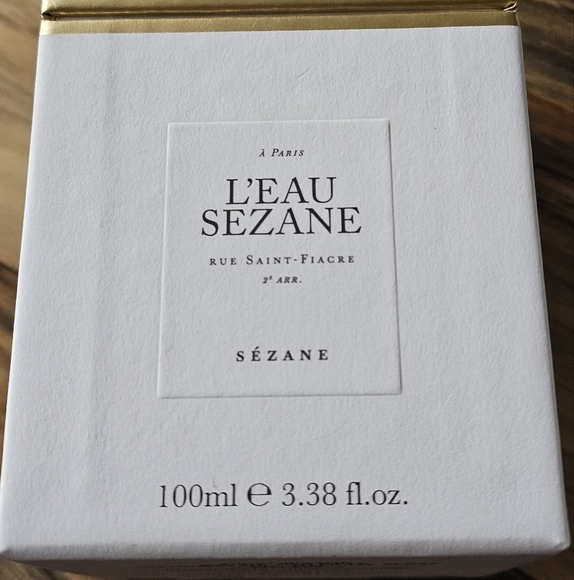 à Paris
L'EAU
SEZANE
RUE SAINT-FIACRE
2e ARR.
SÉZANE
100ml ℮ 3.38 fl.oz.